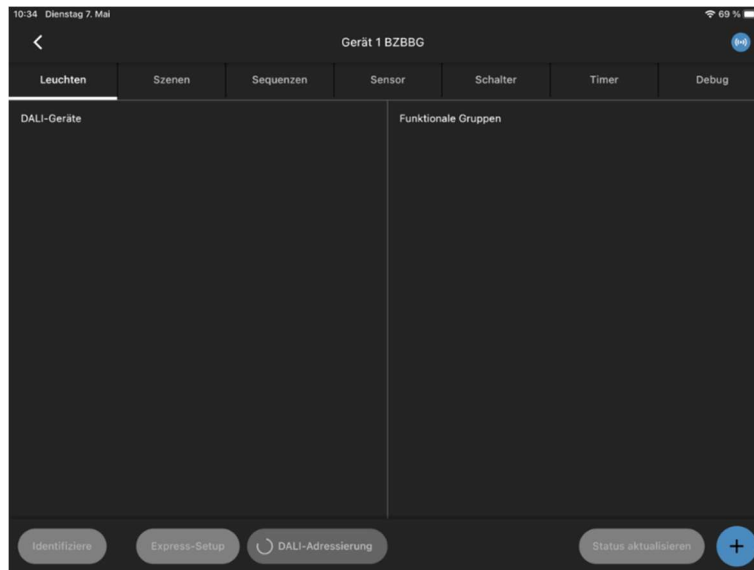 10:34 Dienstag 7. Mai 69 %
Gerät 1 BZBBG
Leuchten Szenen Sequenzen Sensor Schalter Timer Debug
DALI-Geräte Funktionale Gruppen
Identifiziere Express-Setup DALI-Adressierung Status aktualisieren